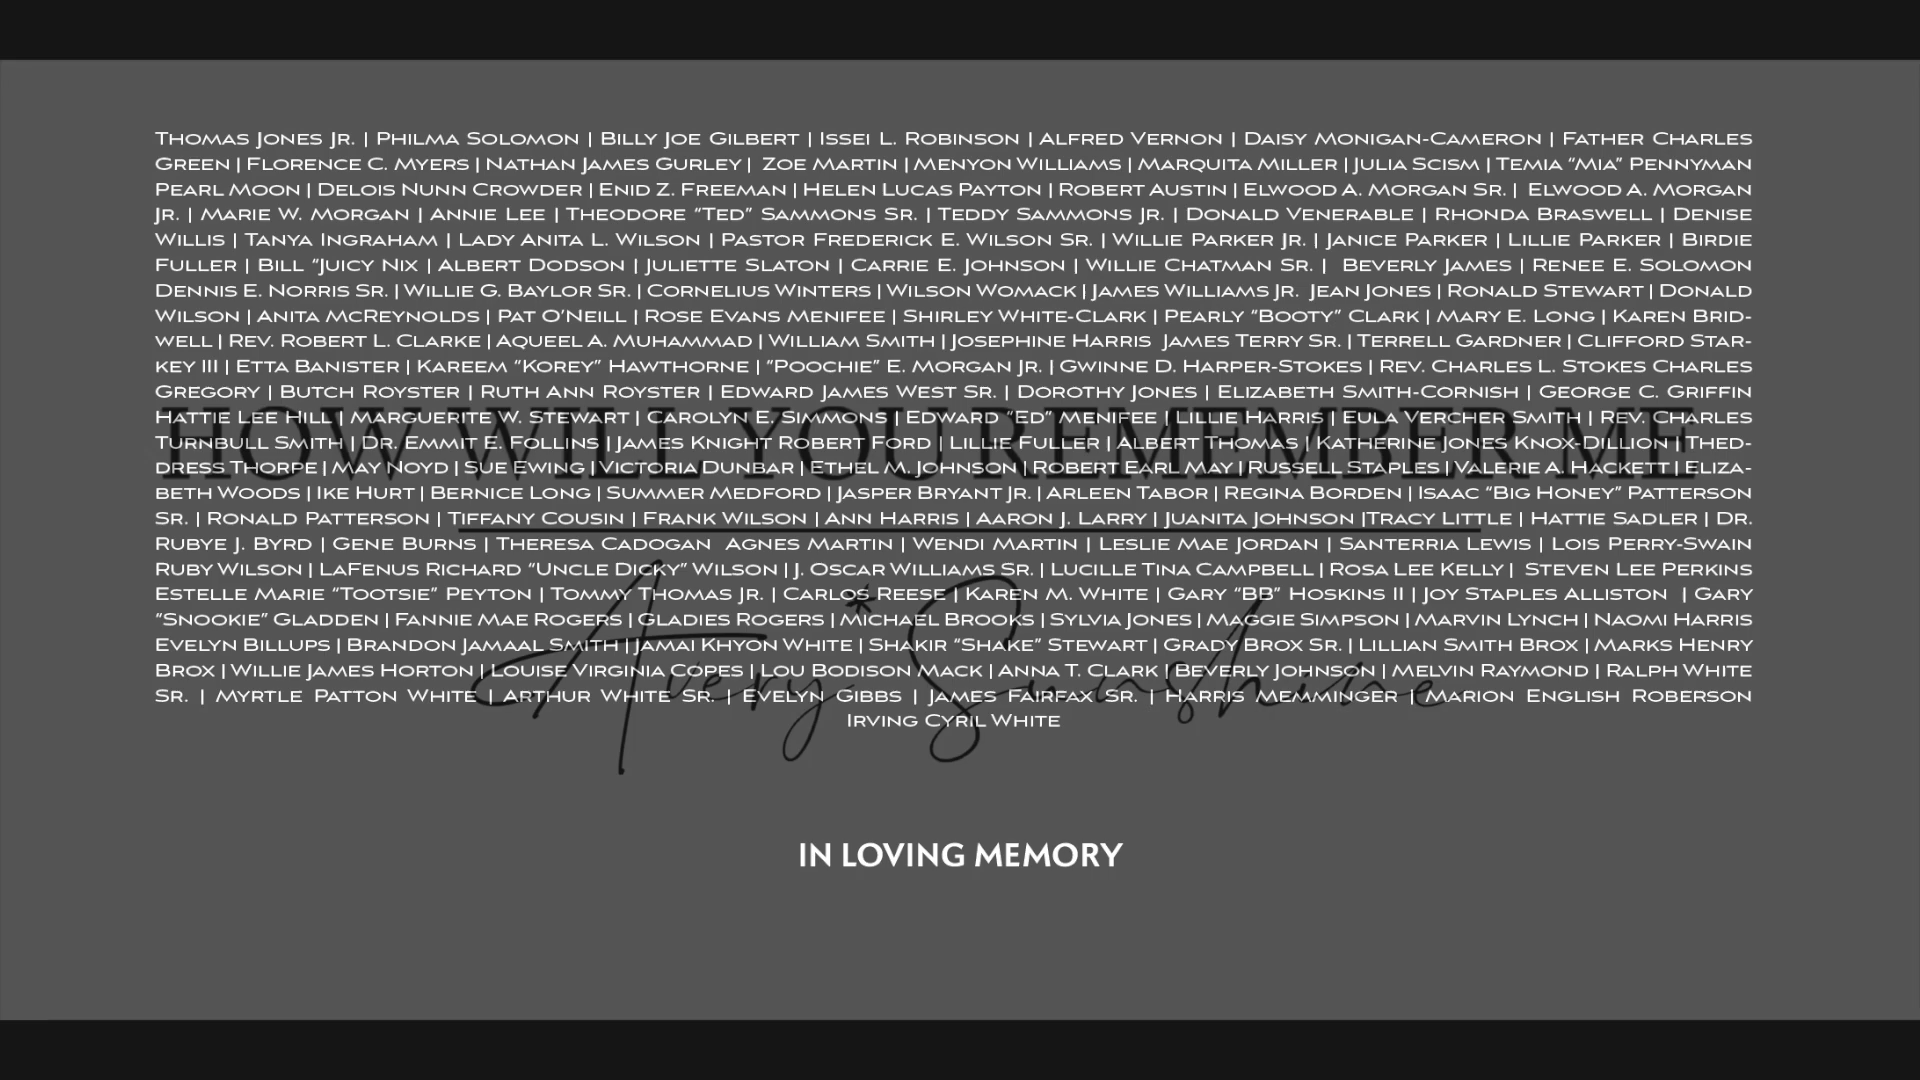 THOMAS JONES JR. | PHILMA SOLOMON | BILLY JOE GILBERT | ISSEI L. ROBINSON | ALFRED VERNON | DAISY MONIGAN-CAMERON | FATHER CHARLES
GREEN | FLORENCE C. MYERS | NATHAN JAMES GURLEY | ZOE MARTIN | MENYON WILLIAMS | MARQUITA MILLER | JULIA SCISM | TEMIA “MIA” PENNYMAN
PEARL MOON | DELOIS NUNN CROWDER | ENID Z. FREEMAN | HELEN LUCAS PAYTON | ROBERT AUSTIN | ELWOOD A. MORGAN SR. | ELWOOD A. MORGAN
JR. | MARIE W. MORGAN | ANNIE LEE | THEODORE “TED” SAMMONS SR. | TEDDY SAMMONS JR. | DONALD VENERABLE | RHONDA BRASWELL | DENISE
WILLIS | TANYA INGRAHAM | LADY ANITA L. WILSON | PASTOR FREDERICK E. WILSON SR. | WILLIE PARKER JR. | JANICE PARKER | LILLIE PARKER | BIRDIE
FULLER | BILL “JUICY NIX | ALBERT DODSON | JULIETTE SLATON | CARRIE E. JOHNSON | WILLIE CHATMAN SR. | BEVERLY JAMES | RENEE E. SOLOMON
DENNIS E. NORRIS SR. | WILLIE G. BAYLOR SR. | CORNELIUS WINTERS | WILSON WOMACK | JAMES WILLIAMS JR. JEAN JONES | RONALD STEWART | DONALD
WILSON | ANITA MCREYNOLDS | PAT O’NEILL | ROSE EVANS MENIFEE | SHIRLEY WHITE-CLARK | PEARLY “BOOTY” CLARK | MARY E. LONG | KAREN BRID-
WELL | REV. ROBERT L. CLARKE | AQUEEL A. MUHAMMAD | WILLIAM SMITH | JOSEPHINE HARRIS JAMES TERRY SR. | TERRELL GARDNER | CLIFFORD STAR-
KEY III | ETTA BANISTER | KAREEM “KOREY” HAWTHORNE | “POOCHIE” E. MORGAN JR. | GWINNE D. HARPER-STOKES | REV. CHARLES L. STOKES CHARLES
GREGORY | BUTCH ROYSTER | RUTH ANN ROYSTER | EDWARD JAMES WEST SR. | DOROTHY JONES | ELIZABETH SMITH-CORNISH | GEORGE C. GRIFFIN
HATTIE LEE HILL | MARGUERITE W. STEWART | CAROLYN E. SIMMONS | EDWARD “ED” MENIFEE | LILLIE HARRIS | EULA VERCHER SMITH | REV. CHARLES
HOW WILL YOU REMEMBER ME
TURNBULL SMITH | DR. EMMIT E. FOLLINS | JAMES KNIGHT ROBERT FORD | LILLIE FULLER | ALBERT THOMAS | KATHERINE JONES KNOX-DILLION | THED-
DRESS THORPE | MAY NOYD | SUE EWING | VICTORIA DUNBAR | ETHEL M. JOHNSON | ROBERT EARL MAY | RUSSELL STAPLES | VALERIE A. HACKETT | ELIZA-
BETH WOODS | IKE HURT | BERNICE LONG | SUMMER MEDFORD | JASPER BRYANT JR. | ARLEEN TABOR | REGINA BORDEN | ISAAC “BIG HONEY” PATTERSON
SR. | RONALD PATTERSON | TIFFANY COUSIN | FRANK WILSON | ANN HARRIS | AARON J. LARRY | JUANITA JOHNSON |TRACY LITTLE | HATTIE SADLER | DR.
RUBYE J. BYRD | GENE BURNS | THERESA CADOGAN AGNES MARTIN | WENDI MARTIN | LESLIE MAE JORDAN | SANTERRIA LEWIS | LOIS PERRY-SWAIN
RUBY WILSON | LAFENUS RICHARD “UNCLE DICKY” WILSON | J. OSCAR WILLIAMS SR. | LUCILLE TINA CAMPBELL | ROSA LEE KELLY | STEVEN LEE PERKINS
ESTELLE MARIE “TOOTSIE” PEYTON | TOMMY THOMAS JR. | CARLOS REESE | KAREN M. WHITE | GARY “BB” HOSKINS II | JOY STAPLES ALLISTON | GARY
“SNOOKIE” GLADDEN | FANNIE MAE ROGERS | GLADIES ROGERS | MICHAEL BROOKS | SYLVIA JONES | MAGGIE SIMPSON | MARVIN LYNCH | NAOMI HARRIS
EVELYN BILLUPS | BRANDON JAMAAL SMITH | JAMAI KHYON WHITE | SHAKIR “SHAKE” STEWART | GRADY BROX SR. | LILLIAN SMITH BROX | MARKS HENRY
BROX | WILLIE JAMES HORTON | LOUISE VIRGINIA COPES | LOU BODISON MACK | ANNA T. CLARK | BEVERLY JOHNSON | MELVIN RAYMOND | RALPH WHITE
Avery*Sunshine
SR. | MYRTLE PATTON WHITE | ARTHUR WHITE SR. | EVELYN GIBBS | JAMES FAIRFAX SR. | HARRIS MEMMINGER | MARION ENGLISH ROBERSON
IRVING CYRIL WHITE
IN LOVING MEMORY